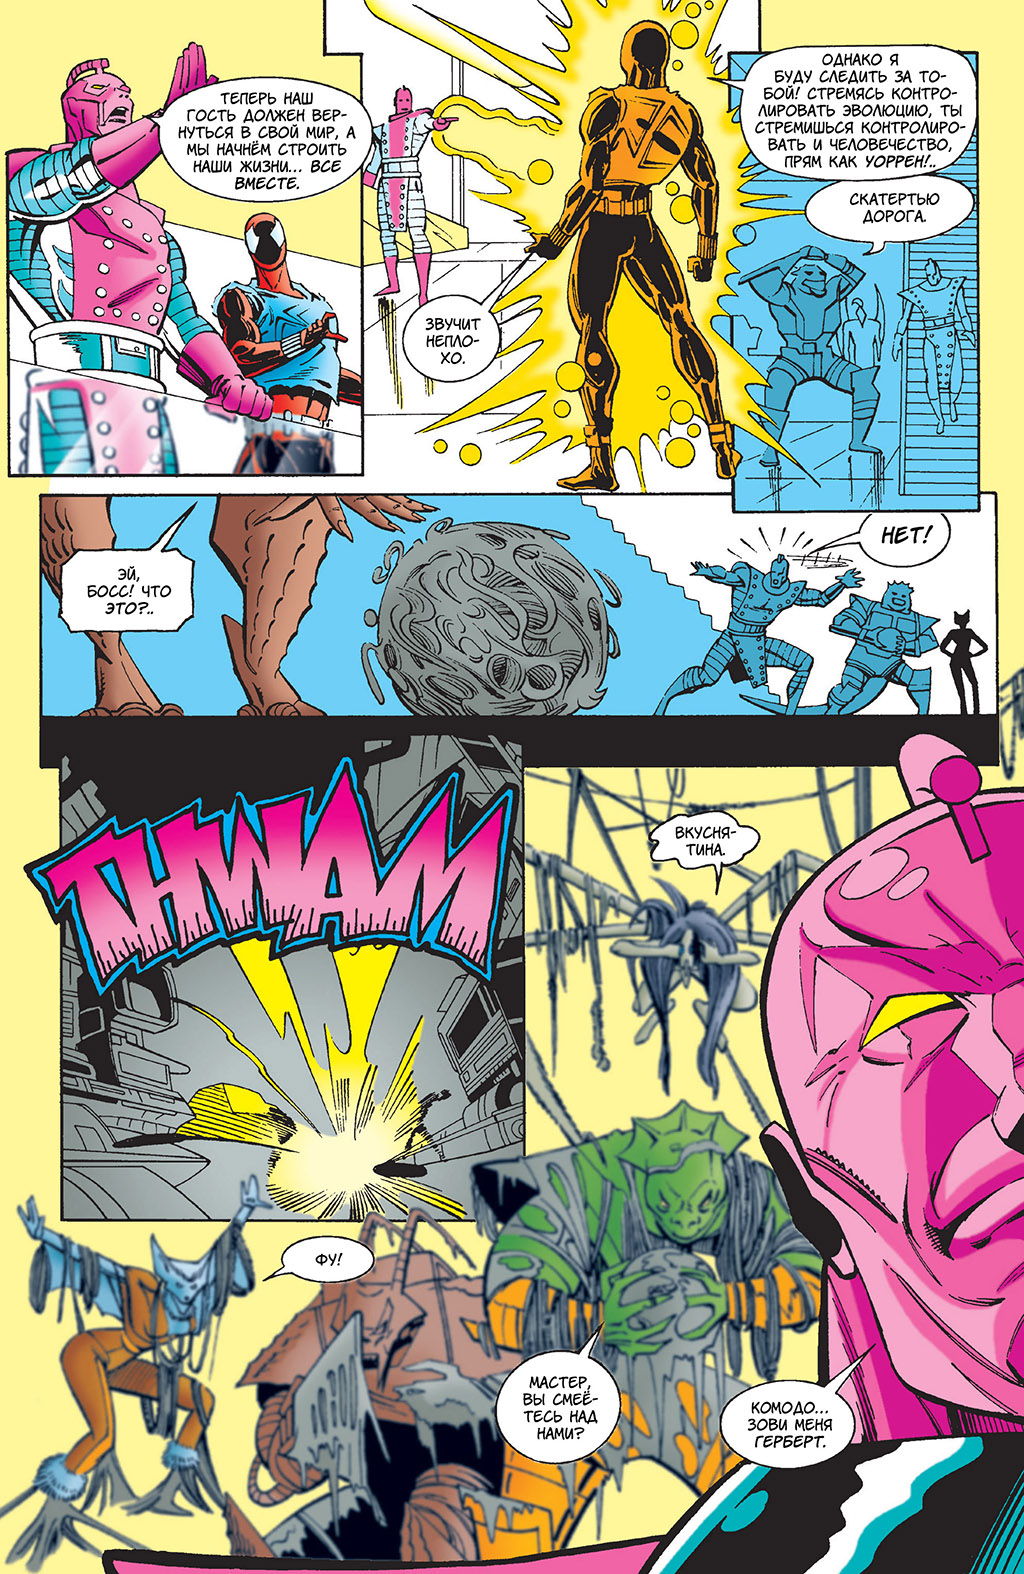 ТЕПЕРЬ НАШ
ГОСТЬ ДОЛЖЕН ВЕР-
НУТЬСЯ В СВОЙ МИР, А
МЫ НАЧНЁМ СТРОИТЬ
НАШИ ЖИЗНИ... ВСЕ
ВМЕСТЕ.
ЗВУЧИТ
НЕПЛО-
ХО.
ОДНАКО Я
БУДУ СЛЕДИТЬ ЗА ТО-
БОЙ! СТРЕМЯСЬ КОНТРО-
ЛИРОВАТЬ ЭВОЛЮЦИЮ, ТЫ
СТРЕМИШЬСЯ КОНТРОЛИРО-
ВАТЬ И ЧЕЛОВЕЧЕСТВО,
ПРЯМ КАК УОРРЕН!..
СКАТЕРТЬЮ
ДОРОГА.
ЭЙ,
БОСС! ЧТО
ЭТО?..
НЕТ!
THWAM
ВКУСНЯ-
ТИНА.
ФУ!
МАСТЕР,
ВЫ СМЕЁ-
ТЕСЬ НАД
НАМИ?
КОМОДО...
ЗОВИ МЕНЯ
ГЕРБЕРТ.